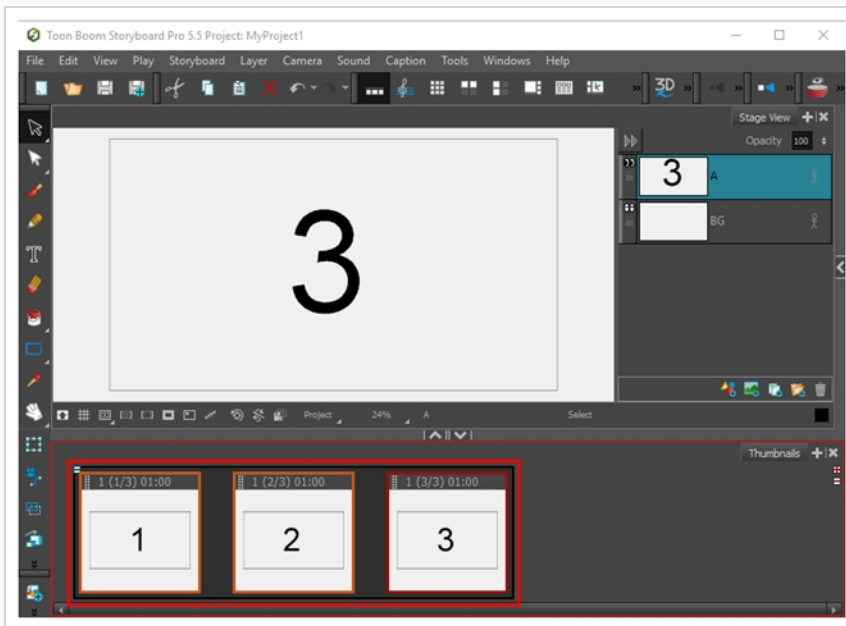 Toon Boom Storyboard Pro 5.5 Project: MyProject1
File Edit View Play Storyboard Layer Camera Sound Caption Tools Windows Help
3D
Stage View
Opacity 100
3 A
BG
3
T
Project 24% A Select
Thumbnails
1 (1/3) 01:00 1 (2/3) 01:00 1 (3/3) 01:00
1 2 3